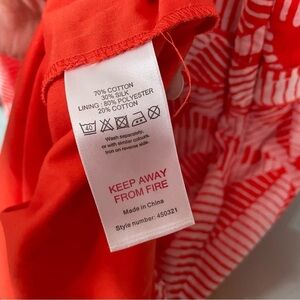 70% COTTON
30% SILK
LINING : 80% POLYESTER
20% COTTON
40
Wash separately,
or with similar colours.
Iron on reverse side.
KEEP AWAY
FROM FIRE
Made in China
Style number: 450321